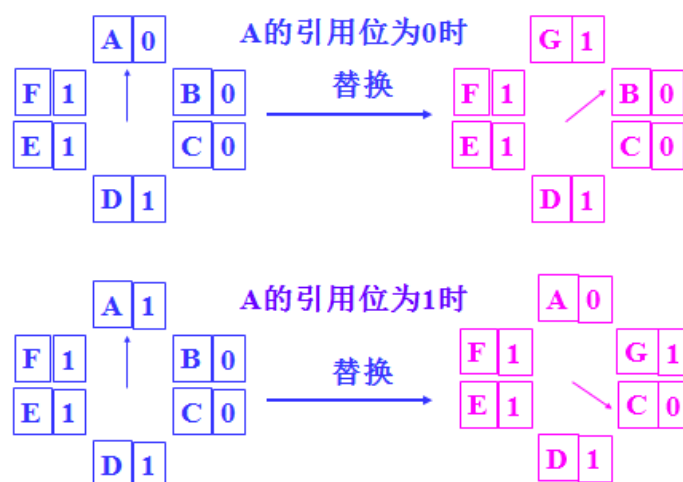 A 0 A的引用位为0时 G 1
F 1 B 0 替换 F 1 B 0
E 1 C 0 E 1 C 0
D 1 D 1
A 1 A的引用位为1时 A 0
F 1 B 0 替换 F 1 G 1
E 1 C 0 E 1 C 0
D 1 D 1